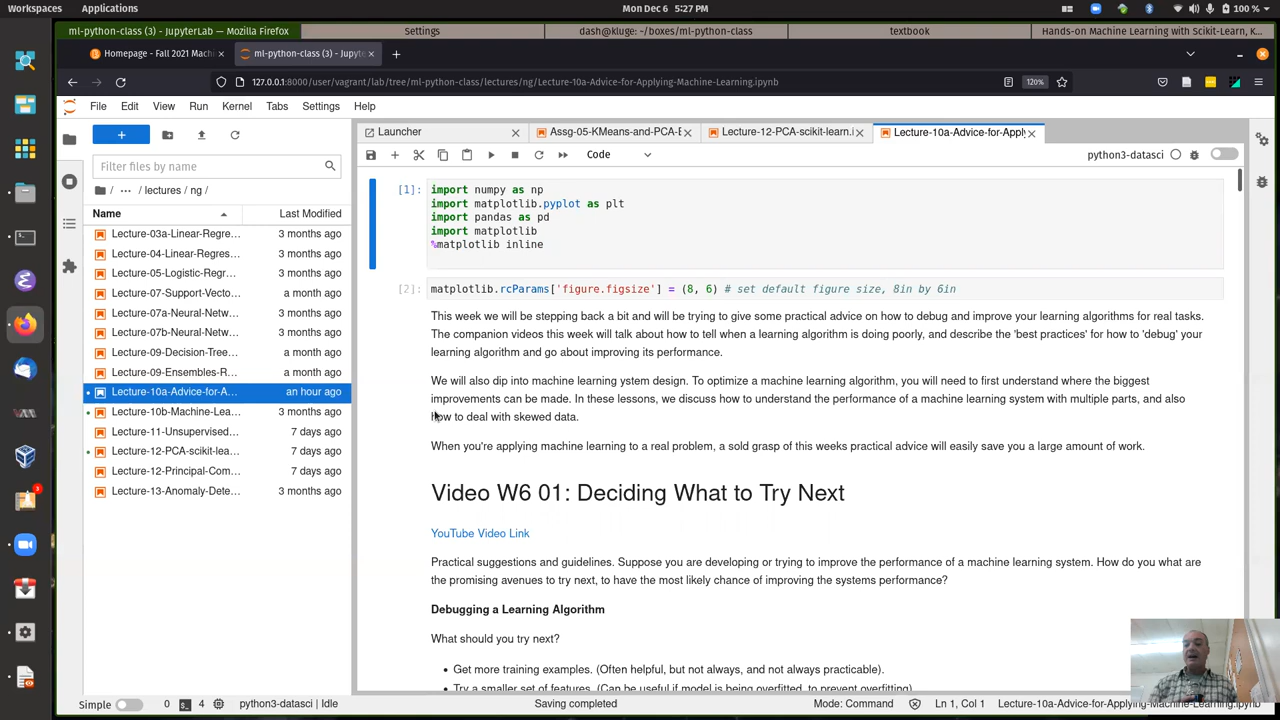 Workspaces Applications Mon Dec 6 5:27 PM 100 %
ml-python-class (3) - JupyterLab — Mozilla Firefox Settings dash@kluge: ~/boxes/ml-python-class textbook Hands-on Machine Learning with Scikit-Learn, K...
Homepage - Fall 2021 Machi ml-python-class (3) - Jupyte
127.0.0.1:8000/user/vagrant/lab/tree/ml-python-class/lectures/ng/Lecture-10a-Advice-for-Applying-Machine-Learning.ipynb 120%
File Edit View Run Kernel Tabs Settings Help
Launcher Assg-05-KMeans-and-PCA-E Lecture-12-PCA-scikit-learn.i Lecture-10a-Advice-for-Apply
Code python3-datasci
Filter files by name
/ ... /lectures / ng /
Name Last Modified
Lecture-03a-Linear-Regre... 3 months ago
Lecture-04-Linear-Regres... 3 months ago
Lecture-05-Logistic-Regr... 3 months ago
Lecture-07-Support-Vecto... a month ago
Lecture-07a-Neural-Netw... 3 months ago
Lecture-07b-Neural-Netw... 3 months ago
Lecture-09-Decision-Tree... a month ago
Lecture-09-Ensembles-R... a month ago
Lecture-10a-Advice-for-A... an hour ago
Lecture-10b-Machine-Lea... 3 months ago
Lecture-11-Unsupervised... 7 days ago
Lecture-12-PCA-scikit-lea... 7 days ago
Lecture-12-Principal-Com... 7 days ago
Lecture-13-Anomaly-Dete... 3 months ago
[1]: import numpy as np
import matplotlib.pyplot as plt
import pandas as pd
import matplotlib
%matplotlib inline
[2]: matplotlib.rcParams['figure.figsize'] = (8, 6) # set default figure size, 8in by 6in
This week we will be stepping back a bit and will be trying to give some practical advice on how to debug and improve your learning algorithms for real tasks.
The companion videos this week will talk about how to tell when a learning algorithm is doing poorly, and describe the 'best practices' for how to 'debug' your
learning algorithm and go about improving its performance.
We will also dip into machine learning ystem design. To optimize a machine learning algorithm, you will need to first understand where the biggest
improvements can be made. In these lessons, we discuss how to understand the performance of a machine learning system with multiple parts, and also
how to deal with skewed data.
When you're applying machine learning to a real problem, a sold grasp of this weeks practical advice will easily save you a large amount of work.
Video W6 01: Deciding What to Try Next
YouTube Video Link
Practical suggestions and guidelines. Suppose you are developing or trying to improve the performance of a machine learning system. How do you what are
the promising avenues to try next, to have the most likely chance of improving the systems performance?
Debugging a Learning Algorithm
What should you try next?
• Get more training examples. (Often helpful, but not always, and not always practicable).
• Try a smaller set of features. (Can be useful if model is being overfitted, to prevent overfitting)
Simple 0 4 python3-datasci | Idle Saving completed Mode: Command Ln 1, Col 1 Lecture-10a-Advice-for-Applying-Machine-Learning.ipynb